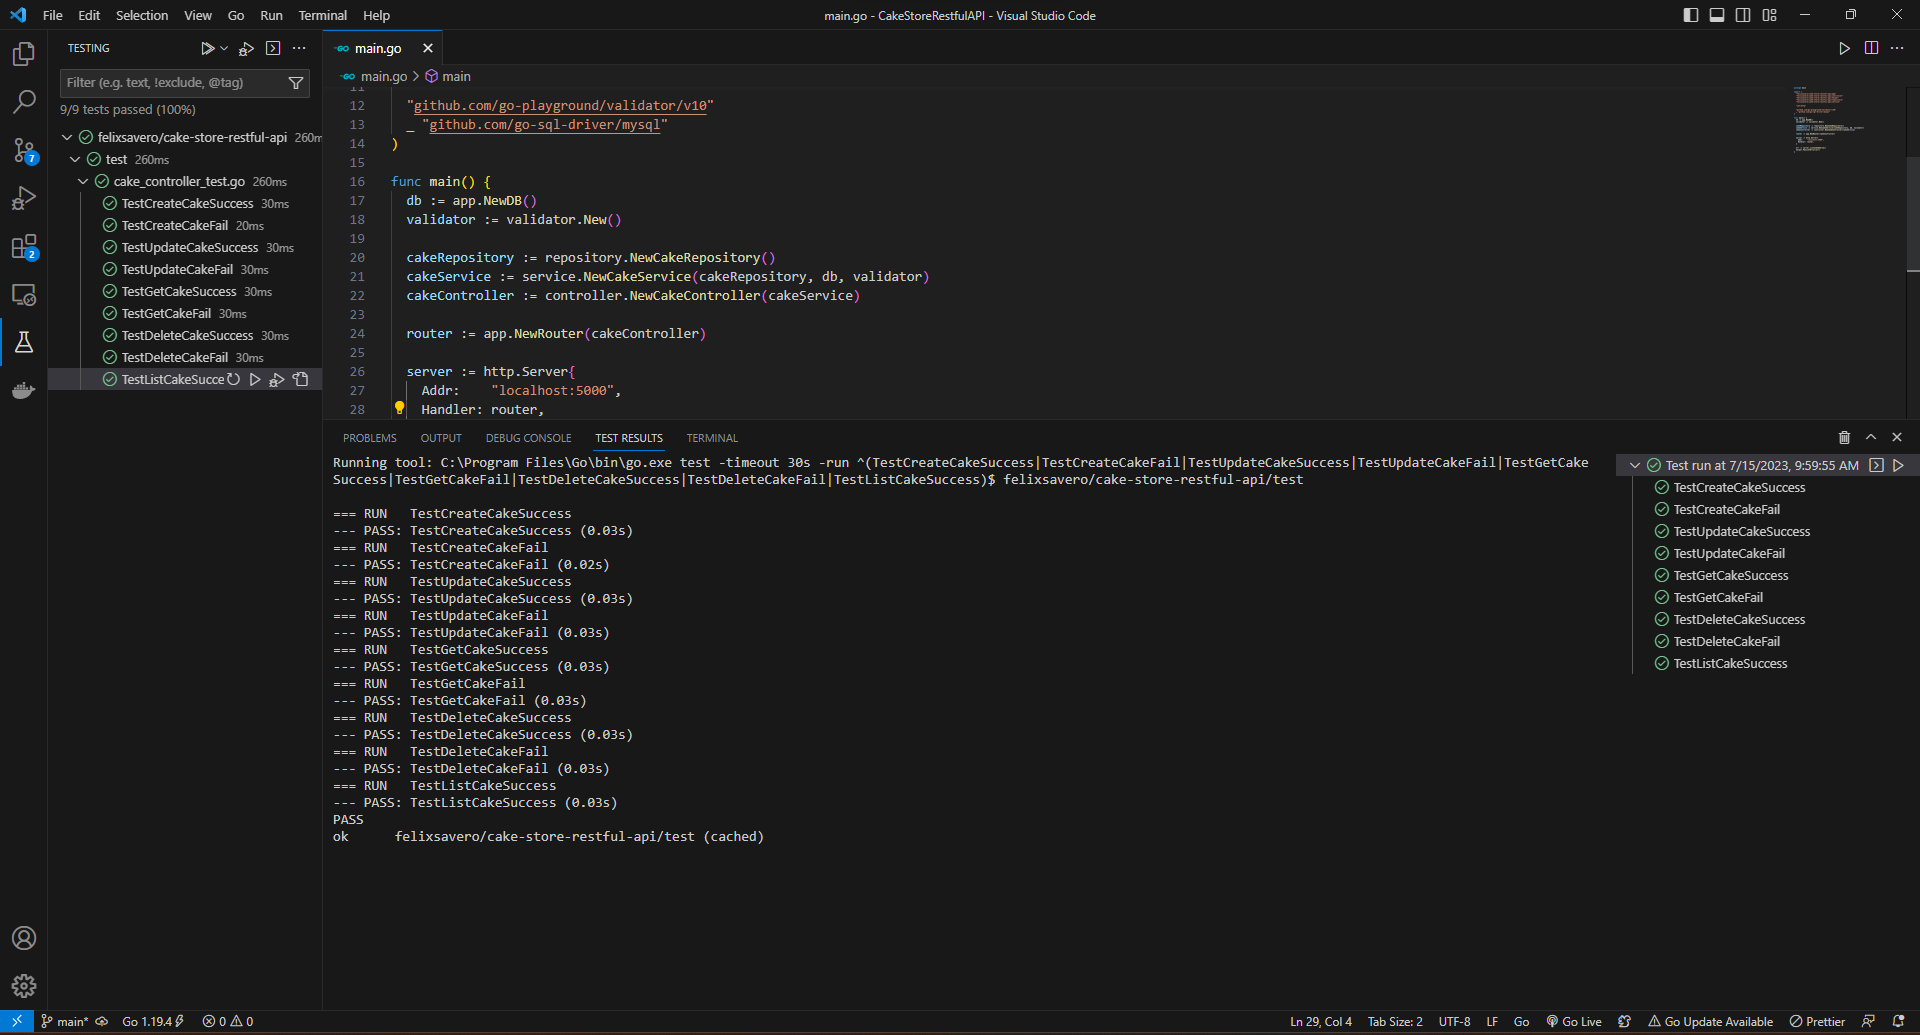 File Edit Selection View Go Run Terminal Help
main.go - CakeStoreRestfulAPI - Visual Studio Code
TESTING
Filter (e.g. text, !exclude, @tag)
9/9 tests passed (100%)
felixsavero/cake-store-restful-api 260m
test 260ms
cake_controller_test.go 260ms
TestCreateCakeSuccess 30ms
TestCreateCakeFail 20ms
TestUpdateCakeSuccess 30ms
TestUpdateCakeFail 30ms
TestGetCakeSuccess 30ms
TestGetCakeFail 30ms
TestDeleteCakeSuccess 30ms
TestDeleteCakeFail 30ms
TestListCakeSucce
7
2
main.go
main.go > main
11
12 "github.com/go-playground/validator/v10"
13 _ "github.com/go-sql-driver/mysql"
14 )
15
16 func main() {
17 db := app.NewDB()
18 validator := validator.New()
19
20 cakeRepository := repository.NewCakeRepository()
21 cakeService := service.NewCakeService(cakeRepository, db, validator)
22 cakeController := controller.NewCakeController(cakeService)
23
24 router := app.NewRouter(cakeController)
25
26 server := http.Server{
27 Addr: "localhost:5000",
28 Handler: router,
PROBLEMS OUTPUT DEBUG CONSOLE TEST RESULTS TERMINAL
Running tool: C:\Program Files\Go\bin\go.exe test -timeout 30s -run ^(TestCreateCakeSuccess|TestCreateCakeFail|TestUpdateCakeSuccess|TestUpdateCakeFail|TestGetCake
Success|TestGetCakeFail|TestDeleteCakeSuccess|TestDeleteCakeFail|TestListCakeSuccess)$ felixsavero/cake-store-restful-api/test
=== RUN TestCreateCakeSuccess
--- PASS: TestCreateCakeSuccess (0.03s)
=== RUN TestCreateCakeFail
--- PASS: TestCreateCakeFail (0.02s)
=== RUN TestUpdateCakeSuccess
--- PASS: TestUpdateCakeSuccess (0.03s)
=== RUN TestUpdateCakeFail
--- PASS: TestUpdateCakeFail (0.03s)
=== RUN TestGetCakeSuccess
--- PASS: TestGetCakeSuccess (0.03s)
=== RUN TestGetCakeFail
--- PASS: TestGetCakeFail (0.03s)
=== RUN TestDeleteCakeSuccess
--- PASS: TestDeleteCakeSuccess (0.03s)
=== RUN TestDeleteCakeFail
--- PASS: TestDeleteCakeFail (0.03s)
=== RUN TestListCakeSuccess
--- PASS: TestListCakeSuccess (0.03s)
PASS
ok felixsavero/cake-store-restful-api/test (cached)
Test run at 7/15/2023, 9:59:55 AM
TestCreateCakeSuccess
TestCreateCakeFail
TestUpdateCakeSuccess
TestUpdateCakeFail
TestGetCakeSuccess
TestGetCakeFail
TestDeleteCakeSuccess
TestDeleteCakeFail
TestListCakeSuccess
main* Go 1.19.4 0 0
Ln 29, Col 4 Tab Size: 2 UTF-8 LF Go Go Live Go Update Available Prettier